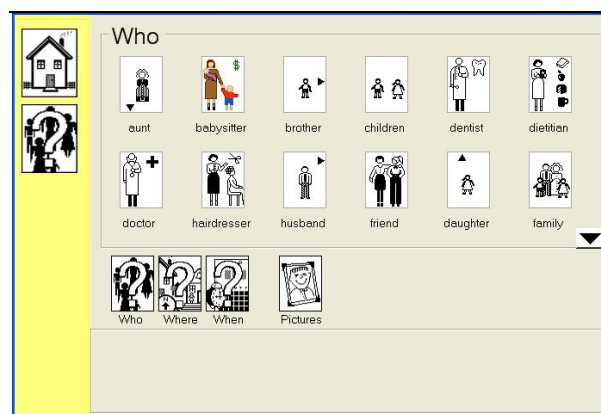 Who
aunt babysitter brother children dentist dietitian
doctor hairdresser husband friend daughter family
Who Where When Pictures